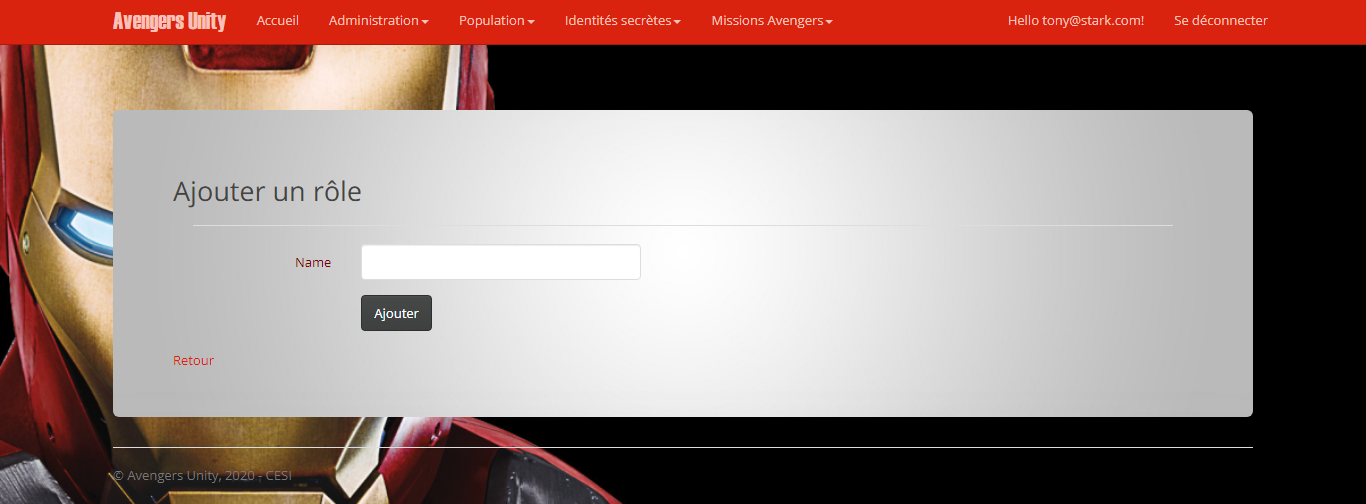 Avengers Unity Accueil Administration Population Identités secrètes Missions Avengers Hello tony@stark.com! Se déconnecter
Ajouter un rôle
Name
Ajouter
Retour
© Avengers Unity, 2020 - CESI